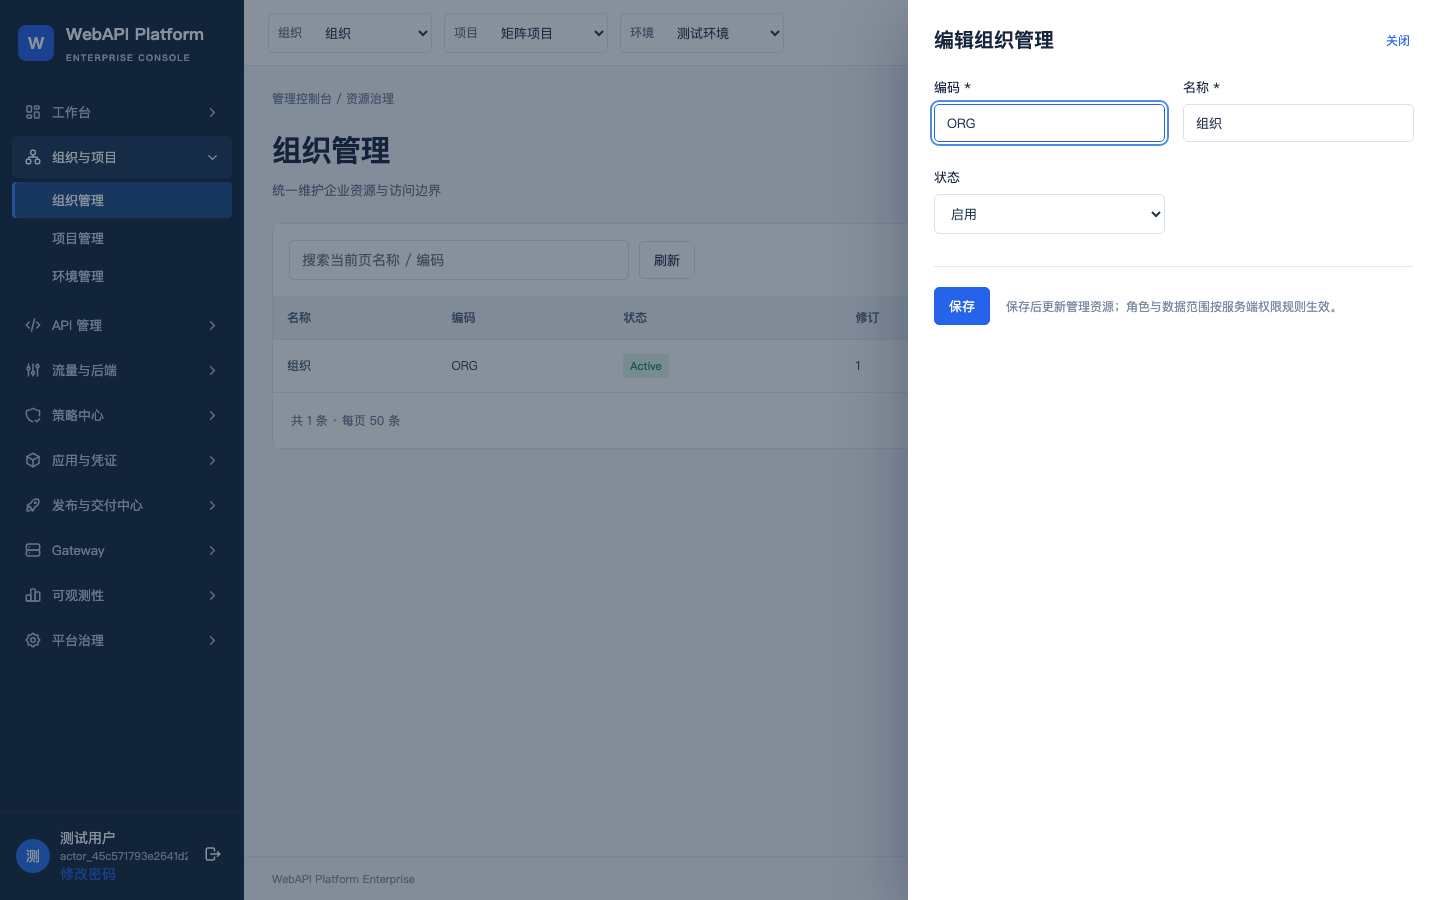 W
WebAPI Platform
ENTERPRISE CONSOLE
工作台
组织与项目
组织管理
项目管理
环境管理
API 管理
流量与后端
策略中心
应用与凭证
发布与交付中心
Gateway
可观测性
平台治理
测
测试用户
actor_45c571793e2641d2
修改密码
组织 组织
项目 矩阵项目
环境 测试环境
管理控制台 / 资源治理
组织管理
统一维护企业资源与访问边界
搜索当前页名称 / 编码
刷新
名称 编码 状态 修订
组织 ORG Active 1
共 1 条 · 每页 50 条
WebAPI Platform Enterprise
编辑组织管理
关闭
编码 * 名称 *
ORG 组织
状态
启用
保存 保存后更新管理资源；角色与数据范围按服务端权限规则生效。